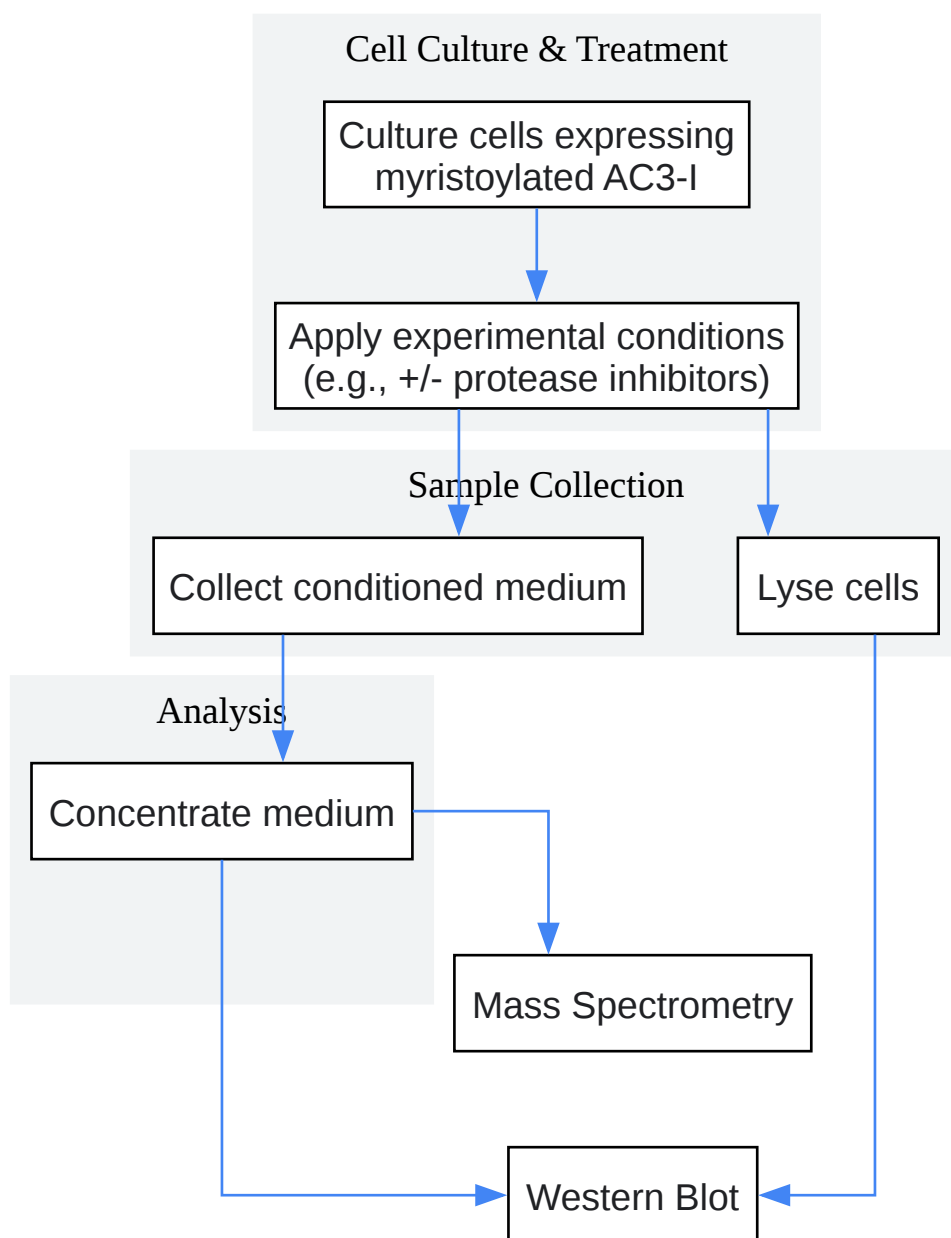 Cell Culture & Treatment
Culture cells expressing
myristoylated AC3-I
Apply experimental conditions
(e.g., +/- protease inhibitors)
Sample Collection
Collect conditioned medium
Lyse cells
Analysis
Concentrate medium
Mass Spectrometry
Western Blot